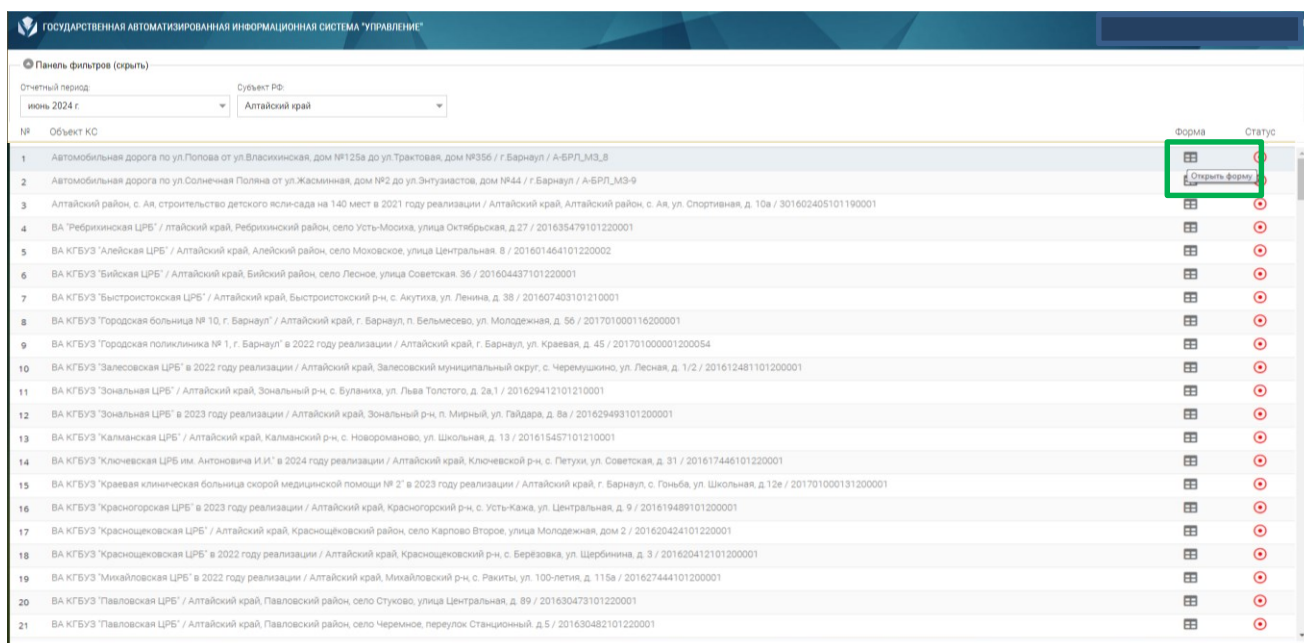 ГОСУДАРСТВЕННАЯ АВТОМАТИЗИРОВАННАЯ ИНФОРМАЦИОННАЯ СИСТЕМА "УПРАВЛЕНИЕ"
Панель фильтров (скрыть)
Отчетный период: Субъект РФ:
июнь 2024 г. Алтайский край
№ Объект КС Форма Статус
1 Автомобильная дорога по ул.Попова от ул.Власихинская, дом №125а до ул.Трактовая, дом №35б / г.Барнаул / А-БРЛ_МЗ_8
Открыть форму
2 Автомобильная дорога по ул.Солнечная Поляна от ул.Жасминная, дом №2 до ул.Энтузиастов, дом №44 / г.Барнаул / А-БРЛ_МЗ-9
3 Алтайский район, с. Ая, строительство детского ясли-сада на 140 мест в 2021 году реализации / Алтайский край, Алтайский район, с. Ая, ул. Спортивная, д. 10а / 301602405101190001
4 ВА "Ребрихинская ЦРБ" / лтайский край, Ребрихинский район, село Усть-Мосиха, улица Октябрьская, д.27 / 201635479101220001
5 ВА КГБУЗ "Алейская ЦРБ" / Алтайский край, Алейский район, село Моховское, улица Центральная. 8 / 201601464101220002
6 ВА КГБУЗ "Бийская ЦРБ" / Алтайский край, Бийский район, село Лесное, улица Советская. 36 / 201604437101220001
7 ВА КГБУЗ "Быстроистокская ЦРБ" / Алтайский край, Быстроистокский р-н, с. Акутиха, ул. Ленина, д. 38 / 201607403101210001
8 ВА КГБУЗ "Городская больница № 10, г. Барнаул" / Алтайский край, г. Барнаул, п. Бельмесево, ул. Молодежная, д. 56 / 201701000116200001
9 ВА КГБУЗ "Городская поликлиника № 1, г. Барнаул" в 2022 году реализации / Алтайский край, г. Барнаул, ул. Краевая, д. 45 / 201701000001200054
10 ВА КГБУЗ "Залесовская ЦРБ" в 2022 году реализации / Алтайский край, Залесовский муниципальный округ, с. Черемушкино, ул. Лесная, д. 1/2 / 201612481101200001
11 ВА КГБУЗ "Зональная ЦРБ" / Алтайский край, Зональный р-н, с. Буланиха, ул. Льва Толстого, д. 2а,1 / 201629412101210001
12 ВА КГБУЗ "Зональная ЦРБ" в 2023 году реализации / Алтайский край, Зональный р-н, п. Мирный, ул. Гайдара, д. 8а / 201629493101200001
13 ВА КГБУЗ "Калманская ЦРБ" / Алтайский край, Калманский р-н, с. Новороманово, ул. Школьная, д. 13 / 201615457101210001
14 ВА КГБУЗ "Ключевская ЦРБ им. Антоновича И.И." в 2024 году реализации / Алтайский край, Ключевской р-н, с. Петухи, ул. Советская, д. 31 / 201617446101220001
15 ВА КГБУЗ "Краевая клиническая больница скорой медицинской помощи № 2" в 2023 году реализации / Алтайский край, г. Барнаул, с. Гоньба, ул. Школьная, д.12е / 201701000131200001
16 ВА КГБУЗ "Красногорская ЦРБ" в 2023 году реализации / Алтайский край, Красногорский р-н, с. Усть-Кажа, ул. Центральная, д. 9 / 201619489101200001
17 ВА КГБУЗ "Краснощековская ЦРБ" / Алтайский край, Краснощёковский район, село Карпово Второе, улица Молодежная, дом 2 / 201620424101220001
18 ВА КГБУЗ "Краснощековская ЦРБ" в 2022 году реализации / Алтайский край, Краснощековский р-н, с. Берёзовка, ул. Щербинина, д. 3 / 201620412101200001
19 ВА КГБУЗ "Михайловская ЦРБ" в 2022 году реализации / Алтайский край, Михайловский р-н, с. Ракиты, ул. 100-летия, д. 115а / 201627444101200001
20 ВА КГБУЗ "Павловская ЦРБ" / Алтайский край, Павловский район, село Стуково, улица Центральная, д. 89 / 201630473101220001
21 ВА КГБУЗ "Павловская ЦРБ" / Алтайский край, Павловский район, село Черемное, переулок Станционный. д.5 / 201630482101220001